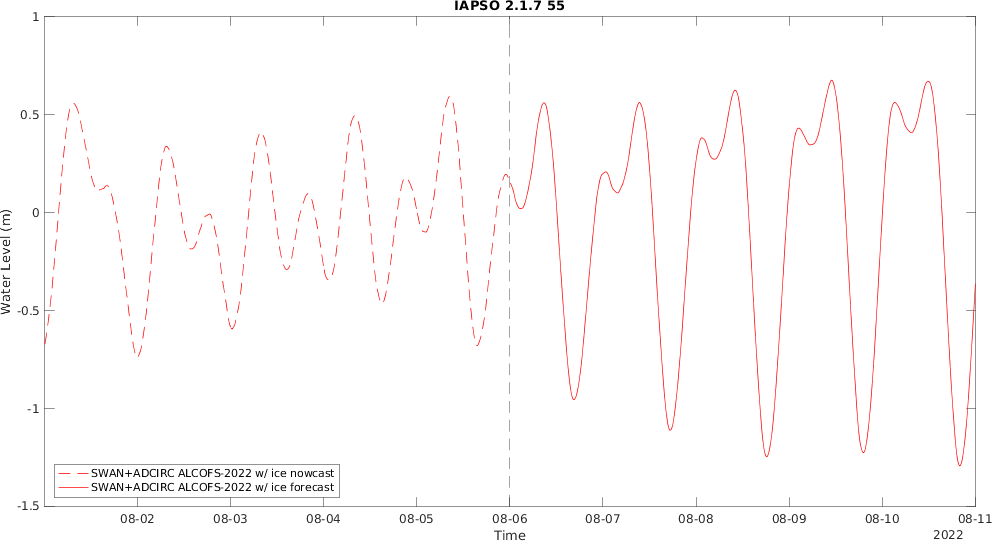 IAPSO 2.1.7 55
1
0.5
0
-0.5
-1
-1.5
Water Level (m)
SWAN+ADCIRC ALCOFS-2022 w/ ice nowcast
SWAN+ADCIRC ALCOFS-2022 w/ ice forecast
08-02 08-03 08-04 08-05 08-06 08-07 08-08 08-09 08-10 08-11
Time
2022